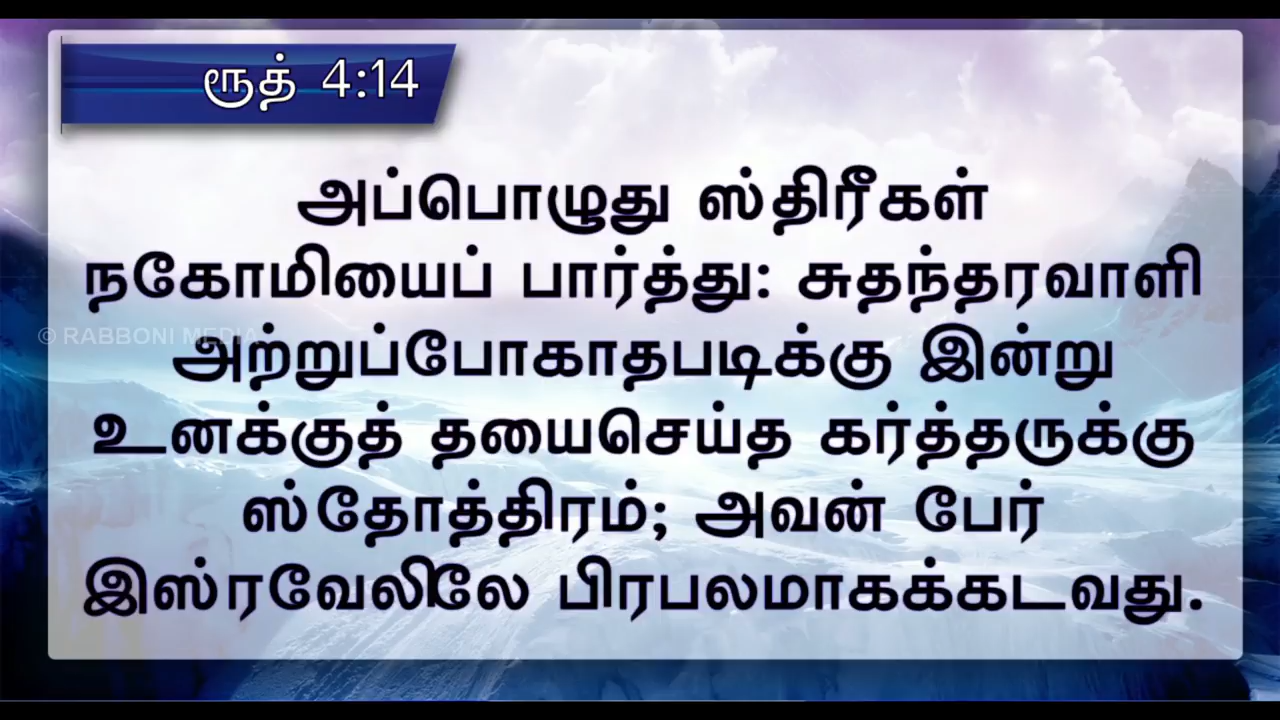 ரூத் 4:14
அப்பொழுது ஸ்திரீகள்
நகோமியைப் பார்த்து: சுதந்தரவாளி
© RABBONI MEDIA
அற்றுப்போகாதபடிக்கு இன்று
உனக்குத் தயைசெய்த கர்த்தருக்கு
ஸ்தோத்திரம்; அவன் பேர்
இஸ்ரவேலிலே பிரபலமாகக்கடவது.